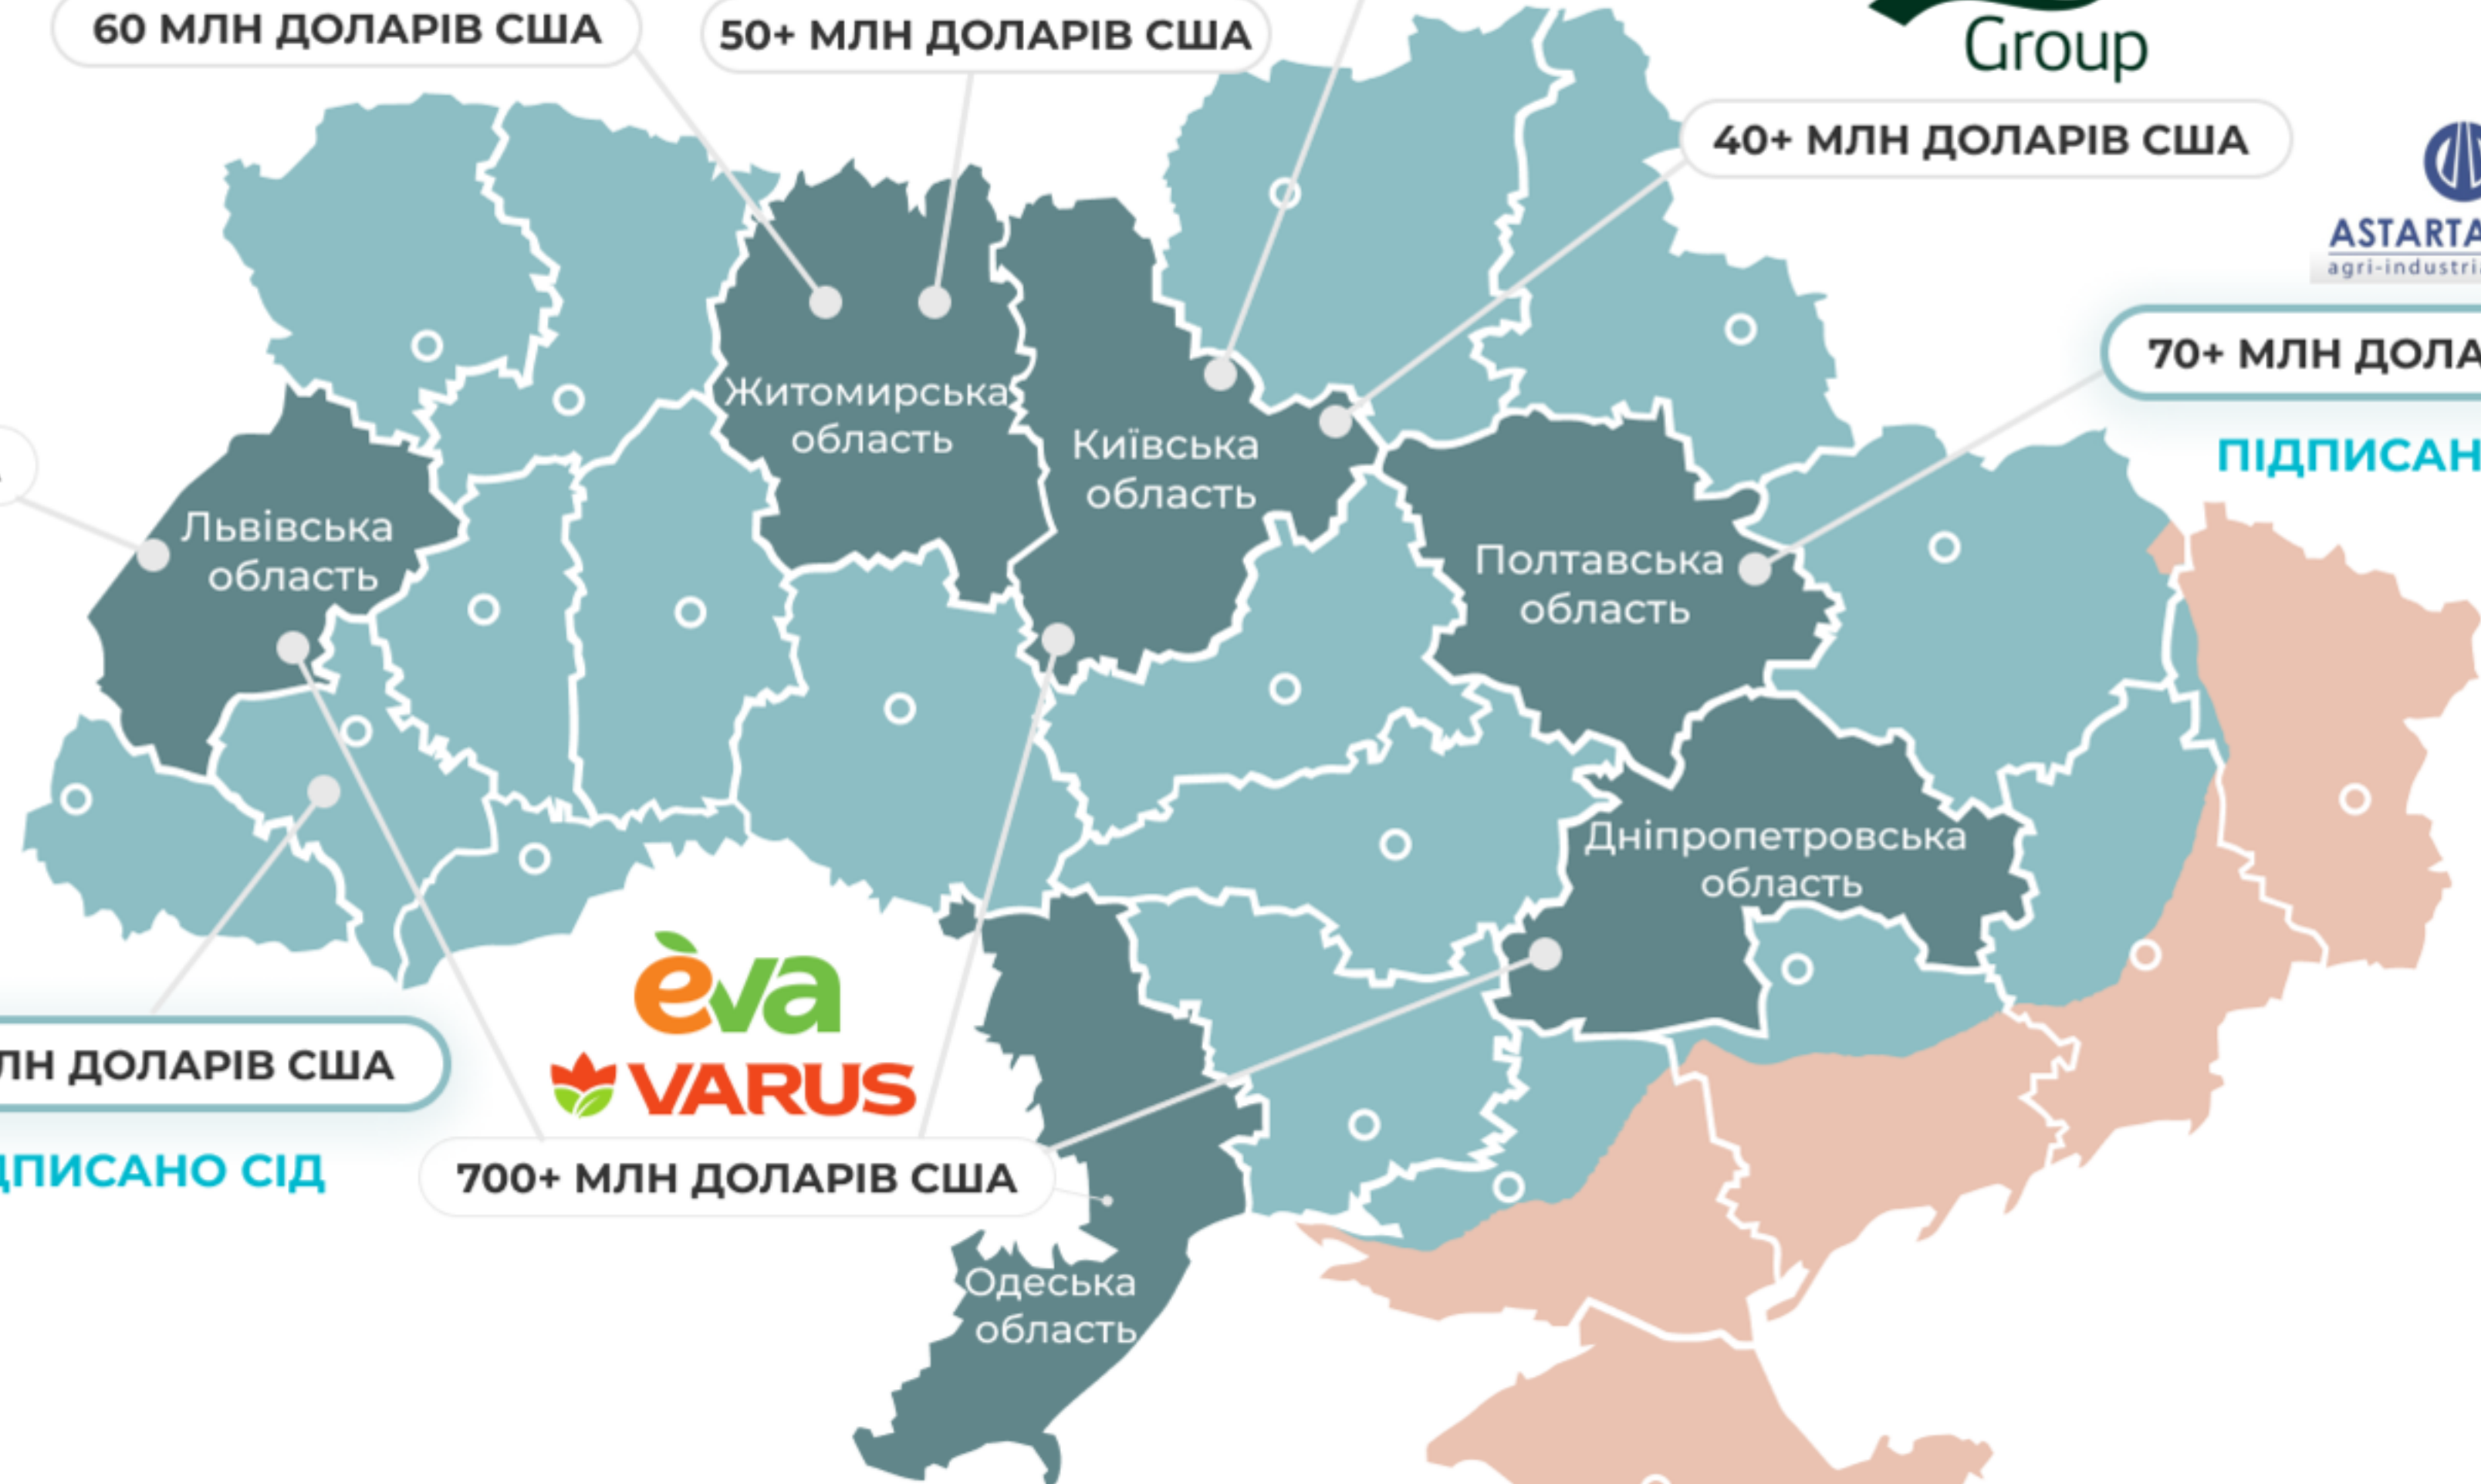 60 МЛН ДОЛАРІВ США
50+ МЛН ДОЛАРІВ США
Group
40+ МЛН ДОЛАРІВ США
ASTARTA
agri-industri
70+ МЛН ДОЛА
ПІДПИСАН
Житомирська
область
Київська
область
Львівська
область
Полтавська
область
Дніпропетровська
область
eva
VARUS
ЛН ДОЛАРІВ США
ДПИСАНО СІД
700+ МЛН ДОЛАРІВ США
Одеська
область